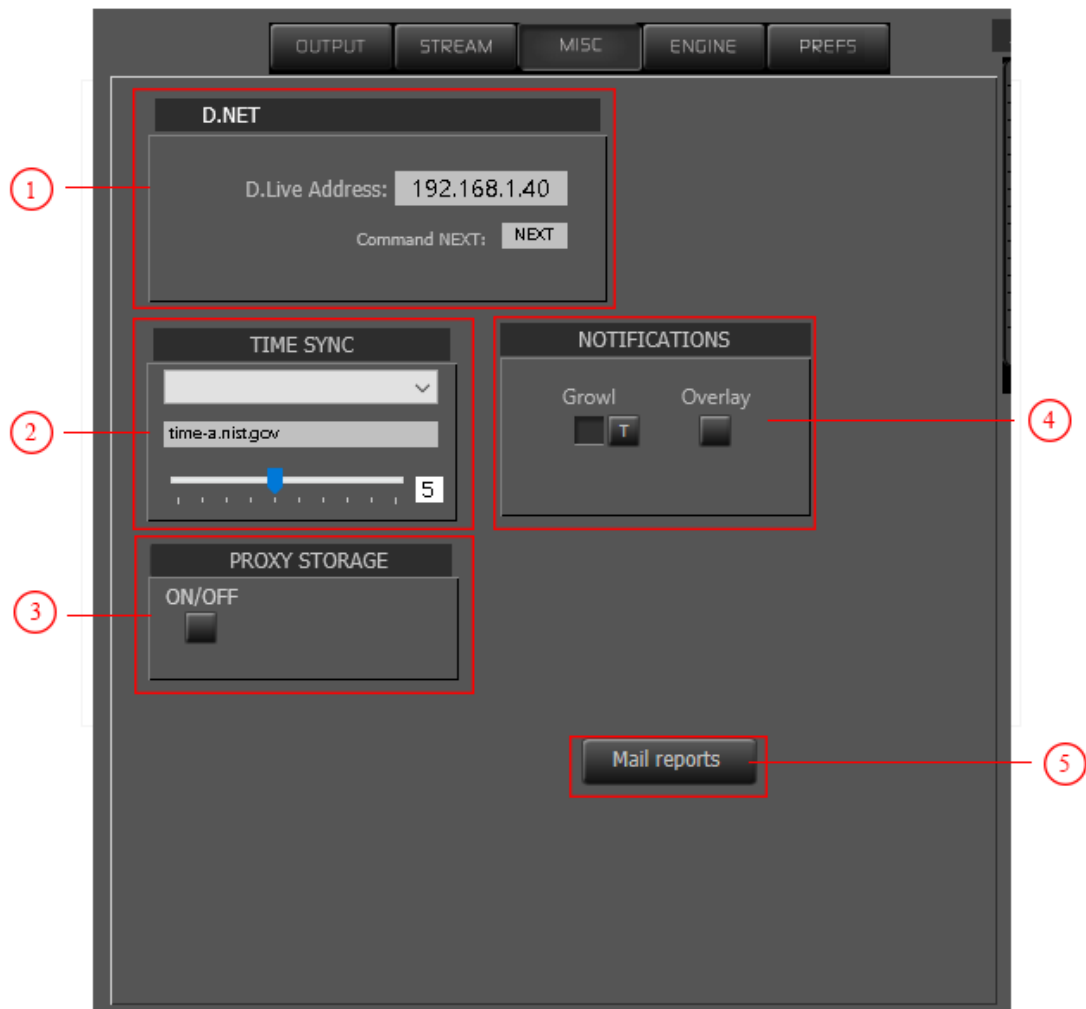 OUTPUT STREAM MISC ENGINE PREFS
D.NET
1
D.Live Address: 192.168.1.40
Command NEXT: NEXT
TIME SYNC
NOTIFICATIONS
Growl Overlay
T
4
2
time-a.nist.gov
5
PROXY STORAGE
ON/OFF
3
Mail reports
5